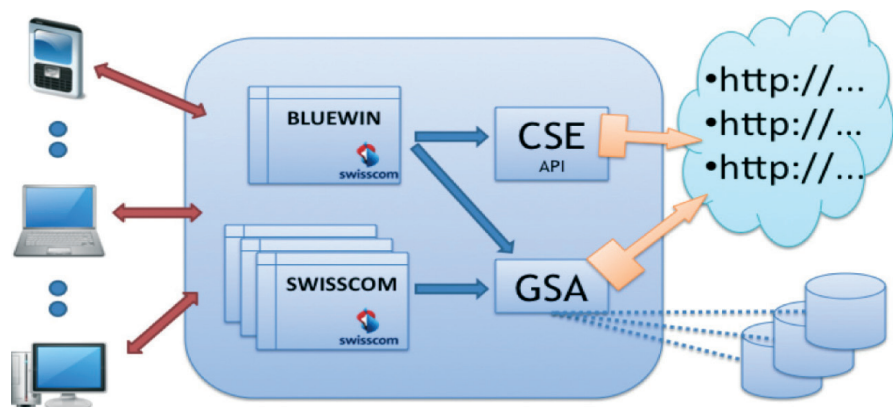 BLUEWIN
swisscom
CSE
API
•http://...
•http://...
•http://...
SWISSCOM
swisscom
GSA